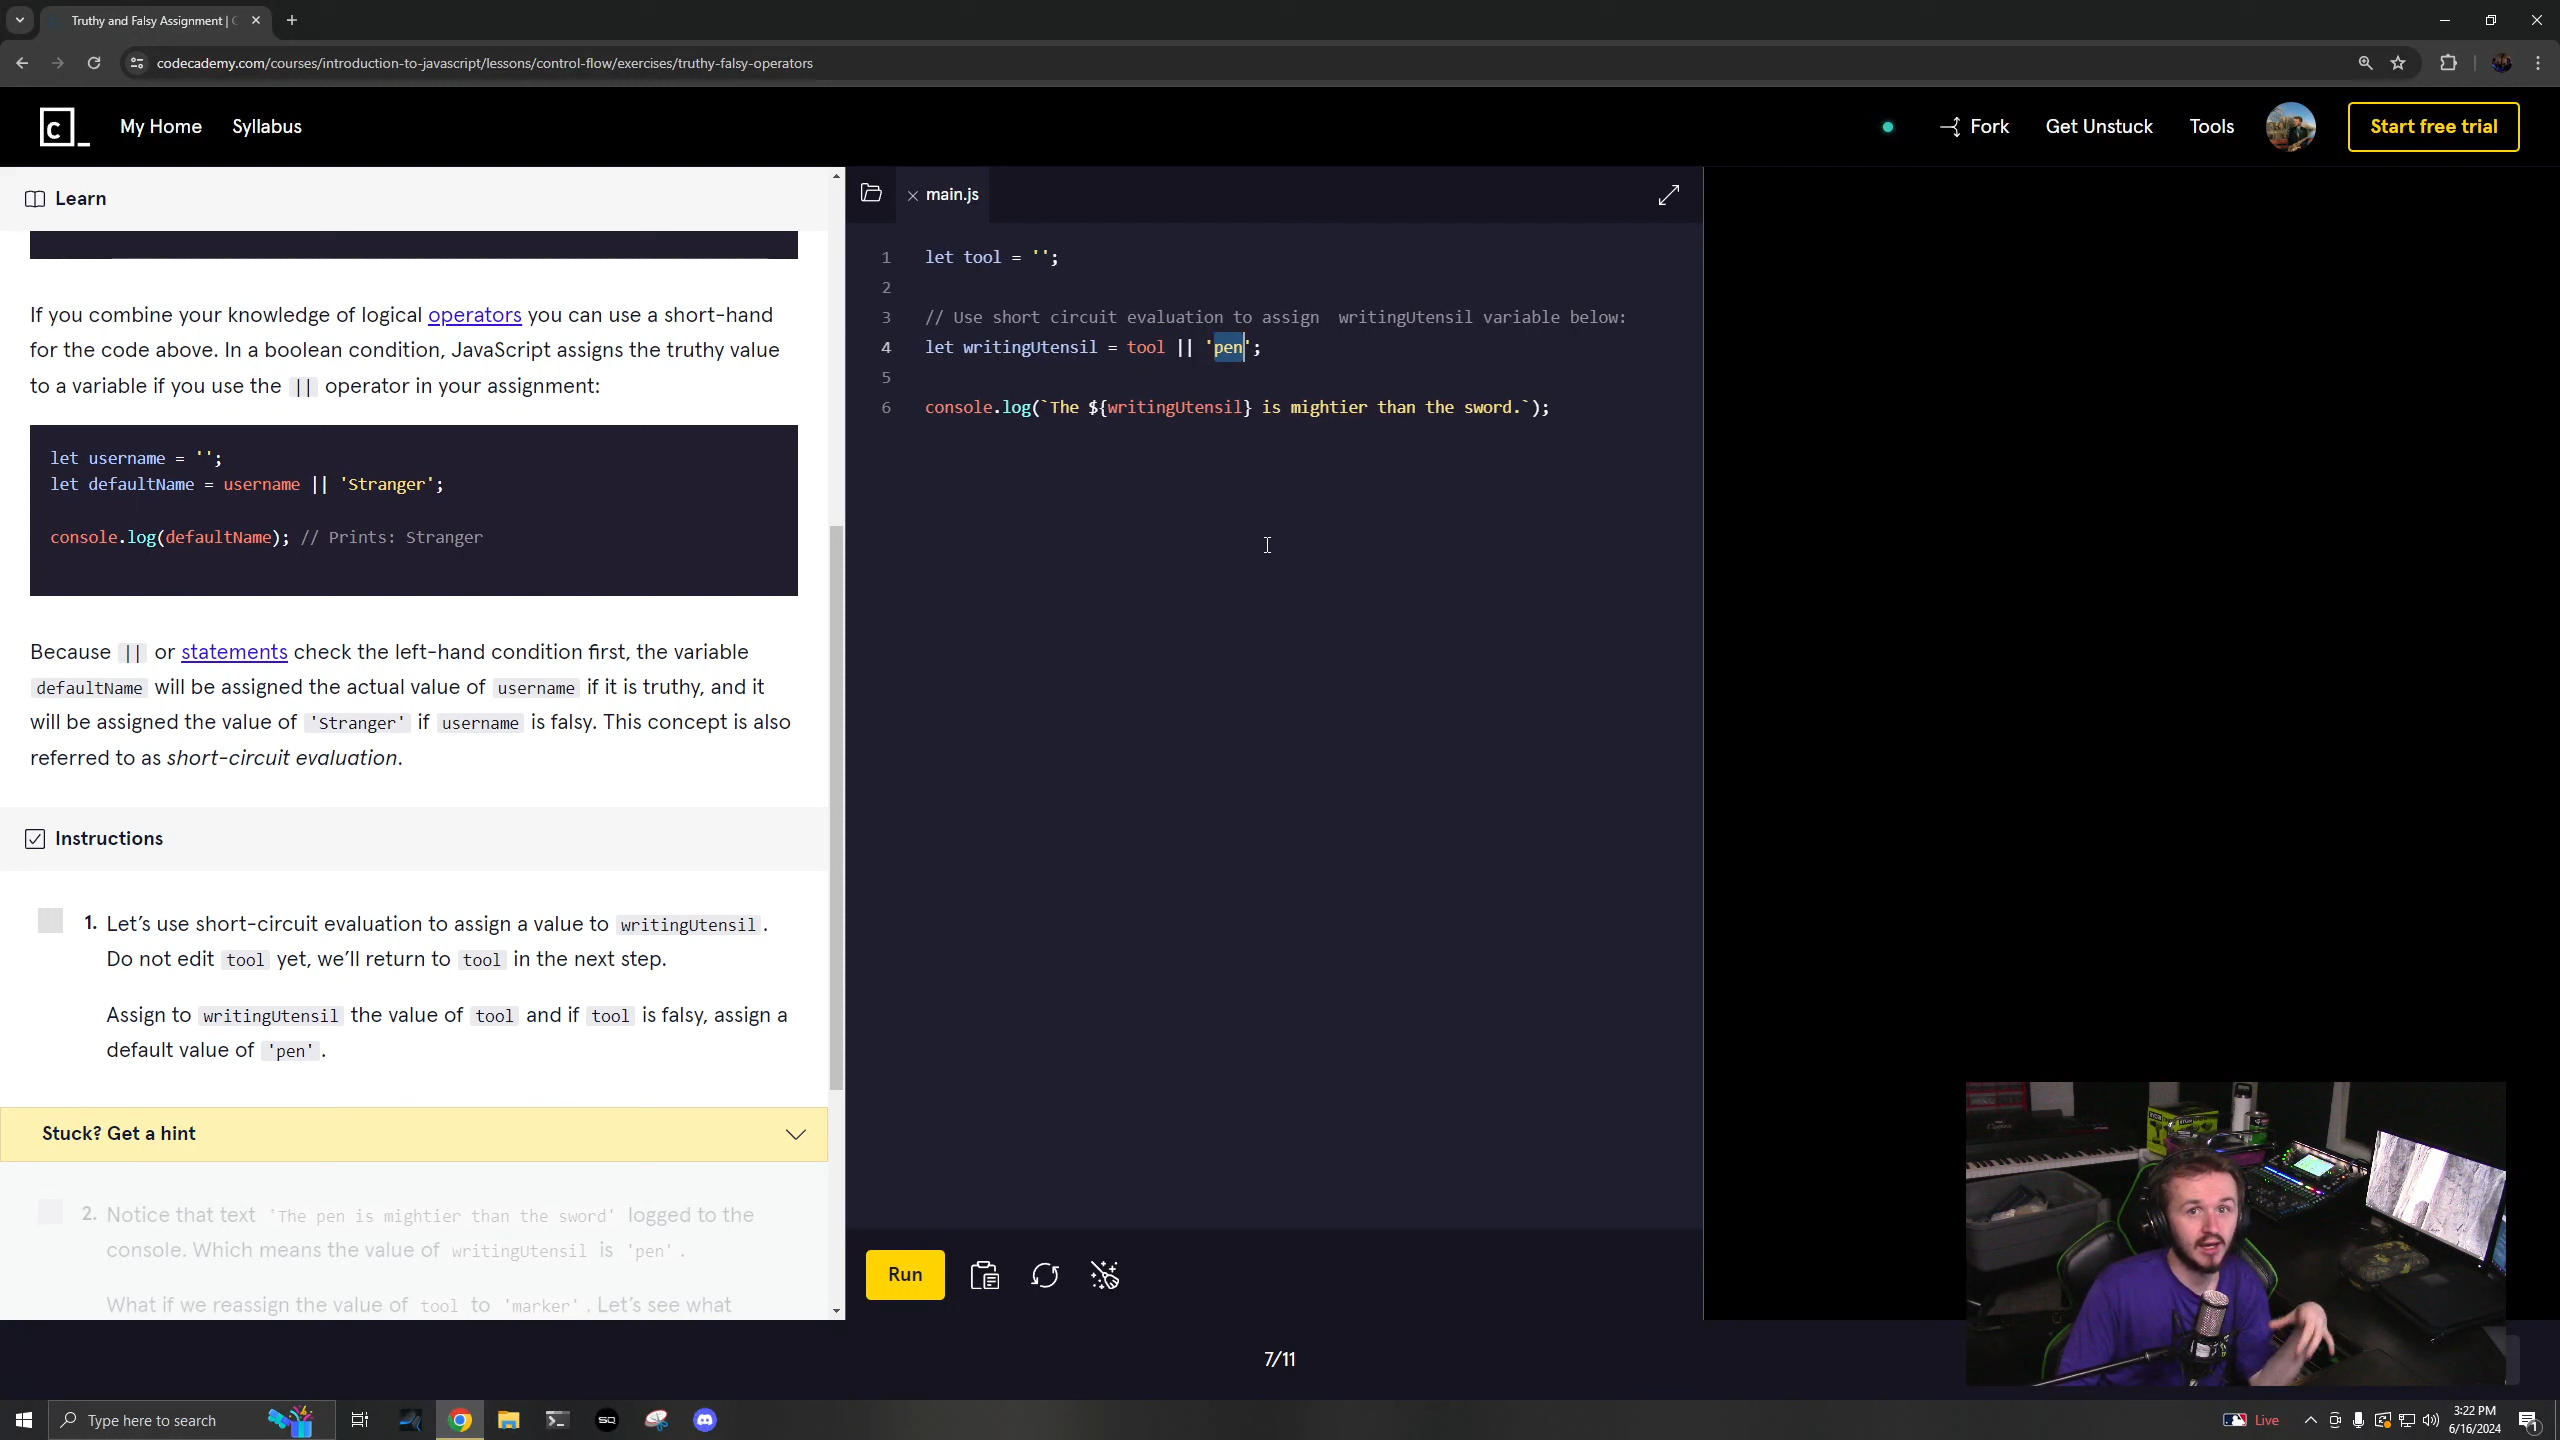 Truthy and Falsy Assignment | C
codecademy.com/courses/introduction-to-javascript/lessons/control-flow/exercises/truthy-falsy-operators
c_
My Home
Syllabus
Fork
Get Unstuck
Tools
Start free trial
Learn
If you combine your knowledge of logical operators you can use a short-hand
for the code above. In a boolean condition, JavaScript assigns the truthy value
to a variable if you use the || operator in your assignment:
let username = '';
let defaultName = username || 'Stranger';
console.log(defaultName); // Prints: Stranger
Because || or statements check the left-hand condition first, the variable
defaultName will be assigned the actual value of username if it is truthy, and it
will be assigned the value of 'Stranger' if username is falsy. This concept is also
referred to as short-circuit evaluation.
Instructions
1. Let's use short-circuit evaluation to assign a value to writingUtensil.
Do not edit tool yet, we'll return to tool in the next step.
Assign to writingUtensil the value of tool and if tool is falsy, assign a
default value of 'pen'.
Stuck? Get a hint
2. Notice that text 'The pen is mightier than the sword' logged to the
console. Which means the value of writingUtensil is 'pen'.
What if we reassign the value of tool to 'marker'. Let's see what
main.js
1 let tool = '';
2
3 // Use short circuit evaluation to assign  writingUtensil variable below:
4 let writingUtensil = tool || 'pen';
5
6 console.log(`The ${writingUtensil} is mightier than the sword.`);
Run
7/11
Type here to search
SQ
Live
3:22 PM
6/16/2024
1